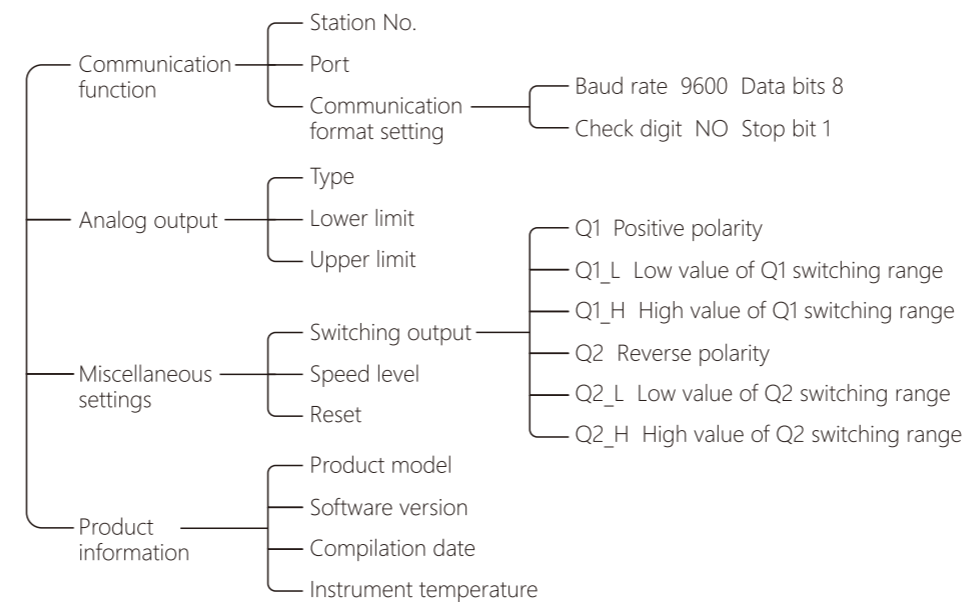 Communication
function
Station No.
Port
Communication
format setting
Baud rate 9600 Data bits 8
Check digit NO Stop bit 1
Analog output
Type
Lower limit
Upper limit
Miscellaneous
settings
Switching output
Q1 Positive polarity
Q1_L Low value of Q1 switching range
Q1_H High value of Q1 switching range
Q2 Reverse polarity
Q2_L Low value of Q2 switching range
Q2_H High value of Q2 switching range
Speed level
Reset
Product
information
Product model
Software version
Compilation date
Instrument temperature